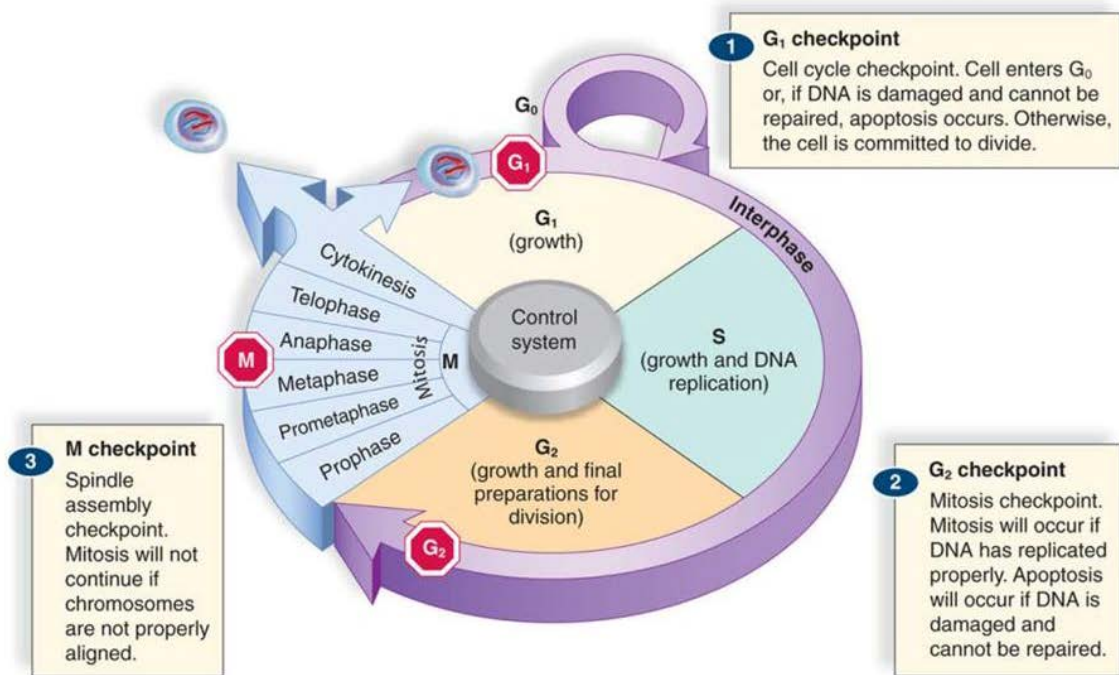 1
G₁ checkpoint
Cell cycle checkpoint. Cell enters G₀
or, if DNA is damaged and cannot be
repaired, apoptosis occurs. Otherwise,
the cell is committed to divide.
G₀
G₁
Interphase
G₁
(growth)
Cytokinesis
Telophase
Anaphase
Metaphase
Prometaphase
Prophase
Mitosis
M
M
Control
system
S
(growth and DNA
replication)
G₂
(growth and final
preparations for
division)
G₂
3
M checkpoint
Spindle
assembly
checkpoint.
Mitosis will not
continue if
chromosomes
are not properly
aligned.
2
G₂ checkpoint
Mitosis checkpoint.
Mitosis will occur if
DNA has replicated
properly. Apoptosis
will occur if DNA is
damaged and
cannot be repaired.